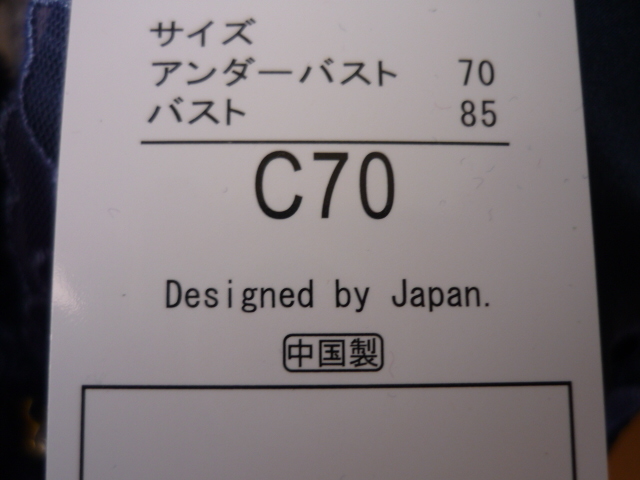 サイズ
アンダーバスト 70
バスト 85
C70
Designed by Japan.
中国製